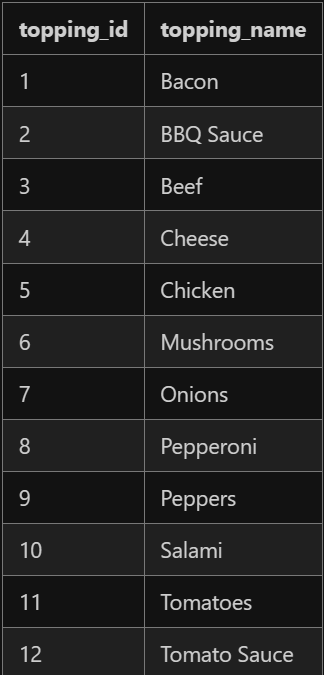 topping_id topping_name
1 Bacon
2 BBQ Sauce
3 Beef
4 Cheese
5 Chicken
6 Mushrooms
7 Onions
8 Pepperoni
9 Peppers
10 Salami
11 Tomatoes
12 Tomato Sauce